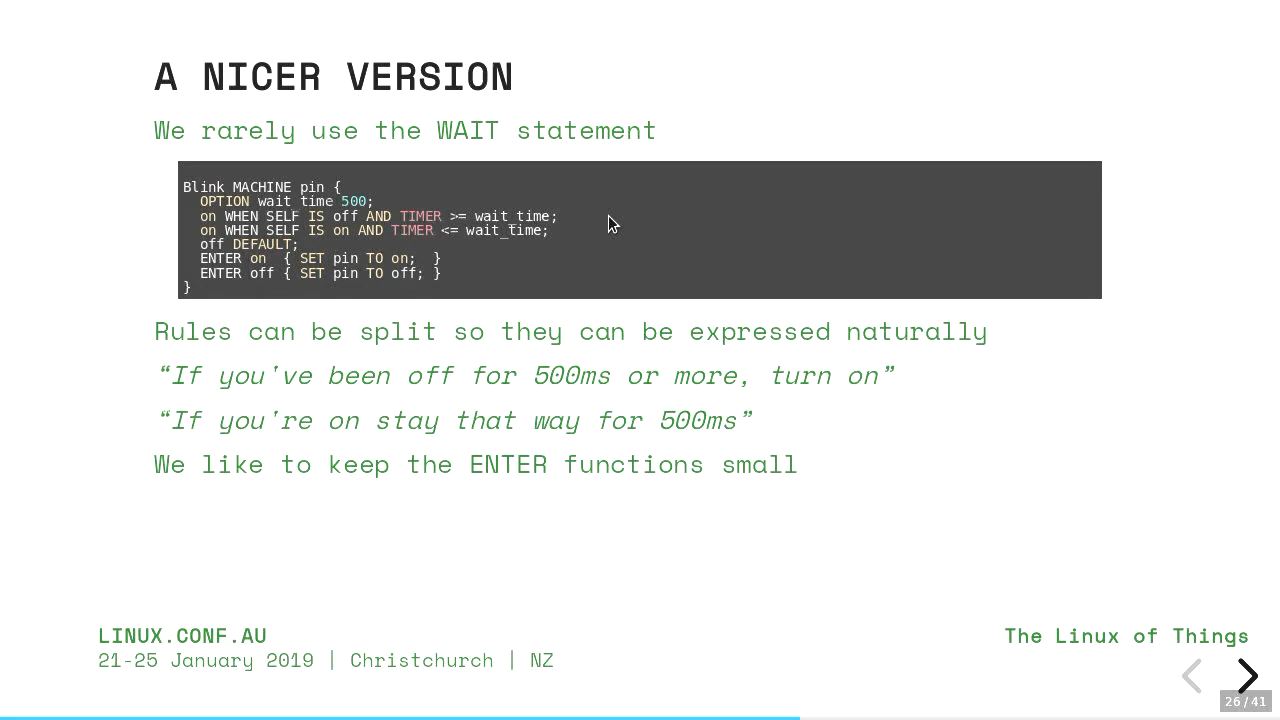 A NICER VERSION
We rarely use the WAIT statement
Blink MACHINE pin {
  OPTION wait_time 500;
  on WHEN SELF IS off AND TIMER >= wait_time;
  on WHEN SELF IS on AND TIMER <= wait_time;
  off DEFAULT;
  ENTER on  { SET pin TO on;  }
  ENTER off { SET pin TO off; }
}
Rules can be split so they can be expressed naturally
“If you've been off for 500ms or more, turn on”
“If you're on stay that way for 500ms”
We like to keep the ENTER functions small
LINUX.CONF.AU
21-25 January 2019 | Christchurch | NZ
The Linux of Things
26/41